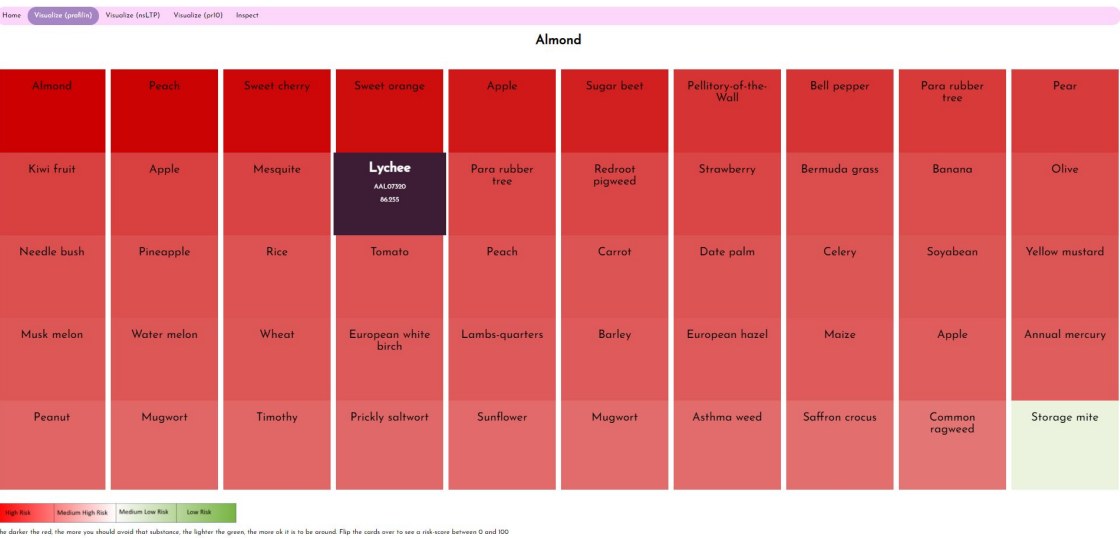 Home Visualize (profilin) Visualize (nsLTP) Visualize (pr10) Inspect
Almond
Almond Peach Sweet cherry Sweet orange Apple Sugar beet Pellitory-of-the-Wall Bell pepper Para rubber tree Pear
Kiwi fruit Apple Mesquite Lychee Para rubber tree Redroot pigweed Strawberry Bermuda grass Banana Olive
AAL07320
86.255
Needle bush Pineapple Rice Tomato Peach Carrot Date palm Celery Soyabean Yellow mustard
Musk melon Water melon Wheat European white birch Lambs-quarters Barley European hazel Maize Apple Annual mercury
Peanut Mugwort Timothy Prickly saltwort Sunflower Mugwort Asthma weed Saffron crocus Common ragweed Storage mite
High Risk Medium High Risk Medium Low Risk Low Risk
he darker the red, the more you should avoid that substance, the lighter the green, the more ok it is to be around. Flip the cards over to see a risk-score between 0 and 100